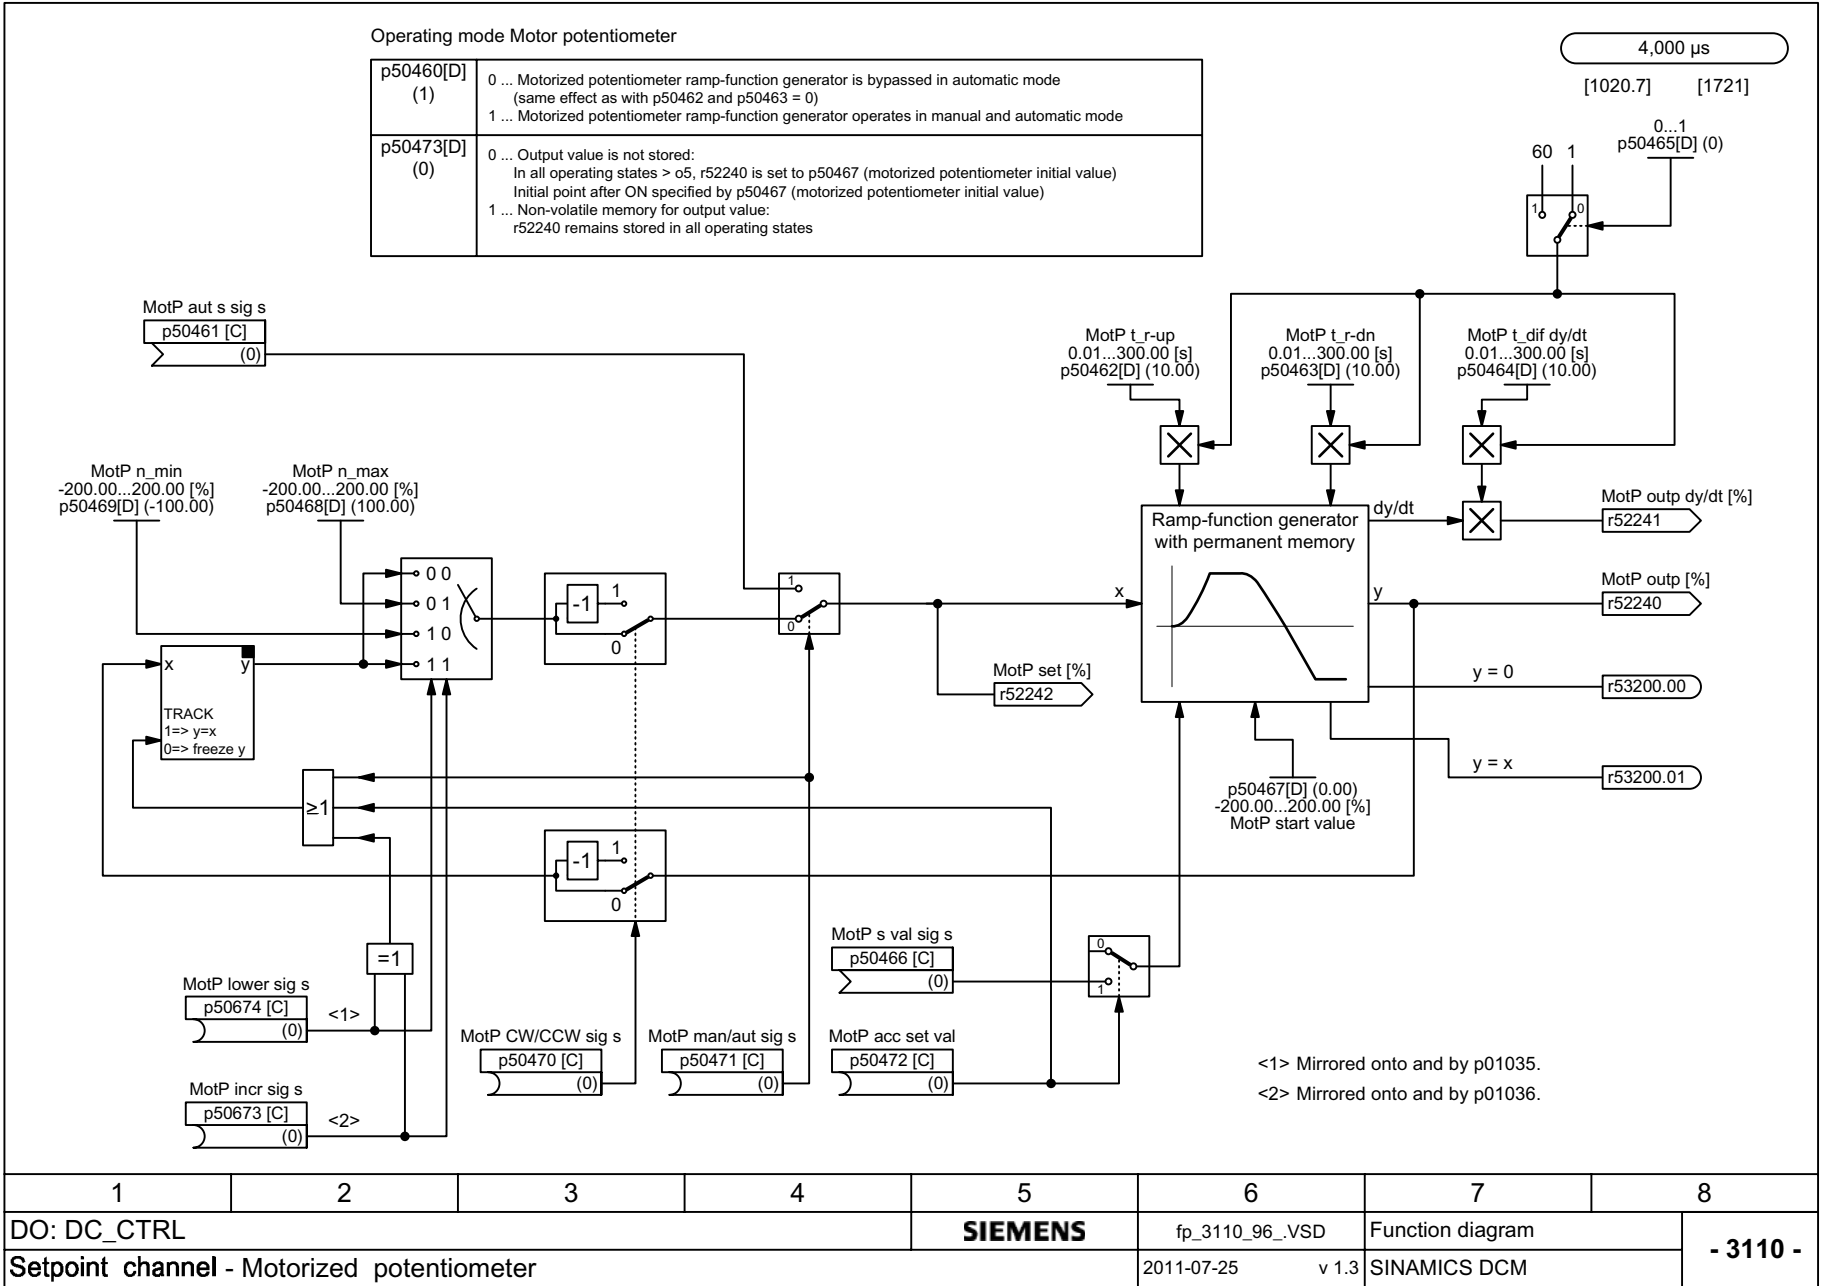 Operating mode Motor potentiometer
p50460[D]
(1)
0 ... Motorized potentiometer ramp-function generator is bypassed in automatic mode
(same effect as with p50462 and p50463 = 0)
1 ... Motorized potentiometer ramp-function generator operates in manual and automatic mode
p50473[D]
(0)
0 ... Output value is not stored:
In all operating states > o5, r52240 is set to p50467 (motorized potentiometer initial value)
Initial point after ON specified by p50467 (motorized potentiometer initial value)
1 ... Non-volatile memory for output value:
r52240 remains stored in all operating states
4,000 µs
[1020.7] [1721]
0...1
p50465[D] (0)
60 1
1 0
MotP aut s sig s
p50461 [C]
(0)
MotP t_r-up
0.01...300.00 [s]
p50462[D] (10.00)
MotP t_r-dn
0.01...300.00 [s]
p50463[D] (10.00)
MotP t_dif dy/dt
0.01...300.00 [s]
p50464[D] (10.00)
MotP n_min
-200.00...200.00 [%]
p50469[D] (-100.00)
MotP n_max
-200.00...200.00 [%]
p50468[D] (100.00)
0 0
0 1
1 0
1 1
-1
1
0
1
0
x
Ramp-function generator
with permanent memory
dy/dt
y
MotP outp dy/dt [%]
r52241
MotP outp [%]
r52240
y = 0
r53200.00
y = x
r53200.01
MotP set [%]
r52242
x y
TRACK
1=> y=x
0=> freeze y
≥1
p50467[D] (0.00)
-200.00...200.00 [%]
MotP start value
-1
1
0
=1
MotP s val sig s
p50466 [C]
(0)
0
1
MotP lower sig s
p50674 [C]
(0)
<1>
MotP CW/CCW sig s
p50470 [C]
(0)
MotP man/aut sig s
p50471 [C]
(0)
MotP acc set val
p50472 [C]
(0)
MotP incr sig s
p50673 [C]
(0)
<2>
<1> Mirrored onto and by p01035.
<2> Mirrored onto and by p01036.
1 2 3 4 5 6 7 8
DO: DC_CTRL
SIEMENS
fp_3110_96_.VSD
Function diagram
- 3110 -
Setpoint channel - Motorized potentiometer
2011-07-25 v 1.3
SINAMICS DCM